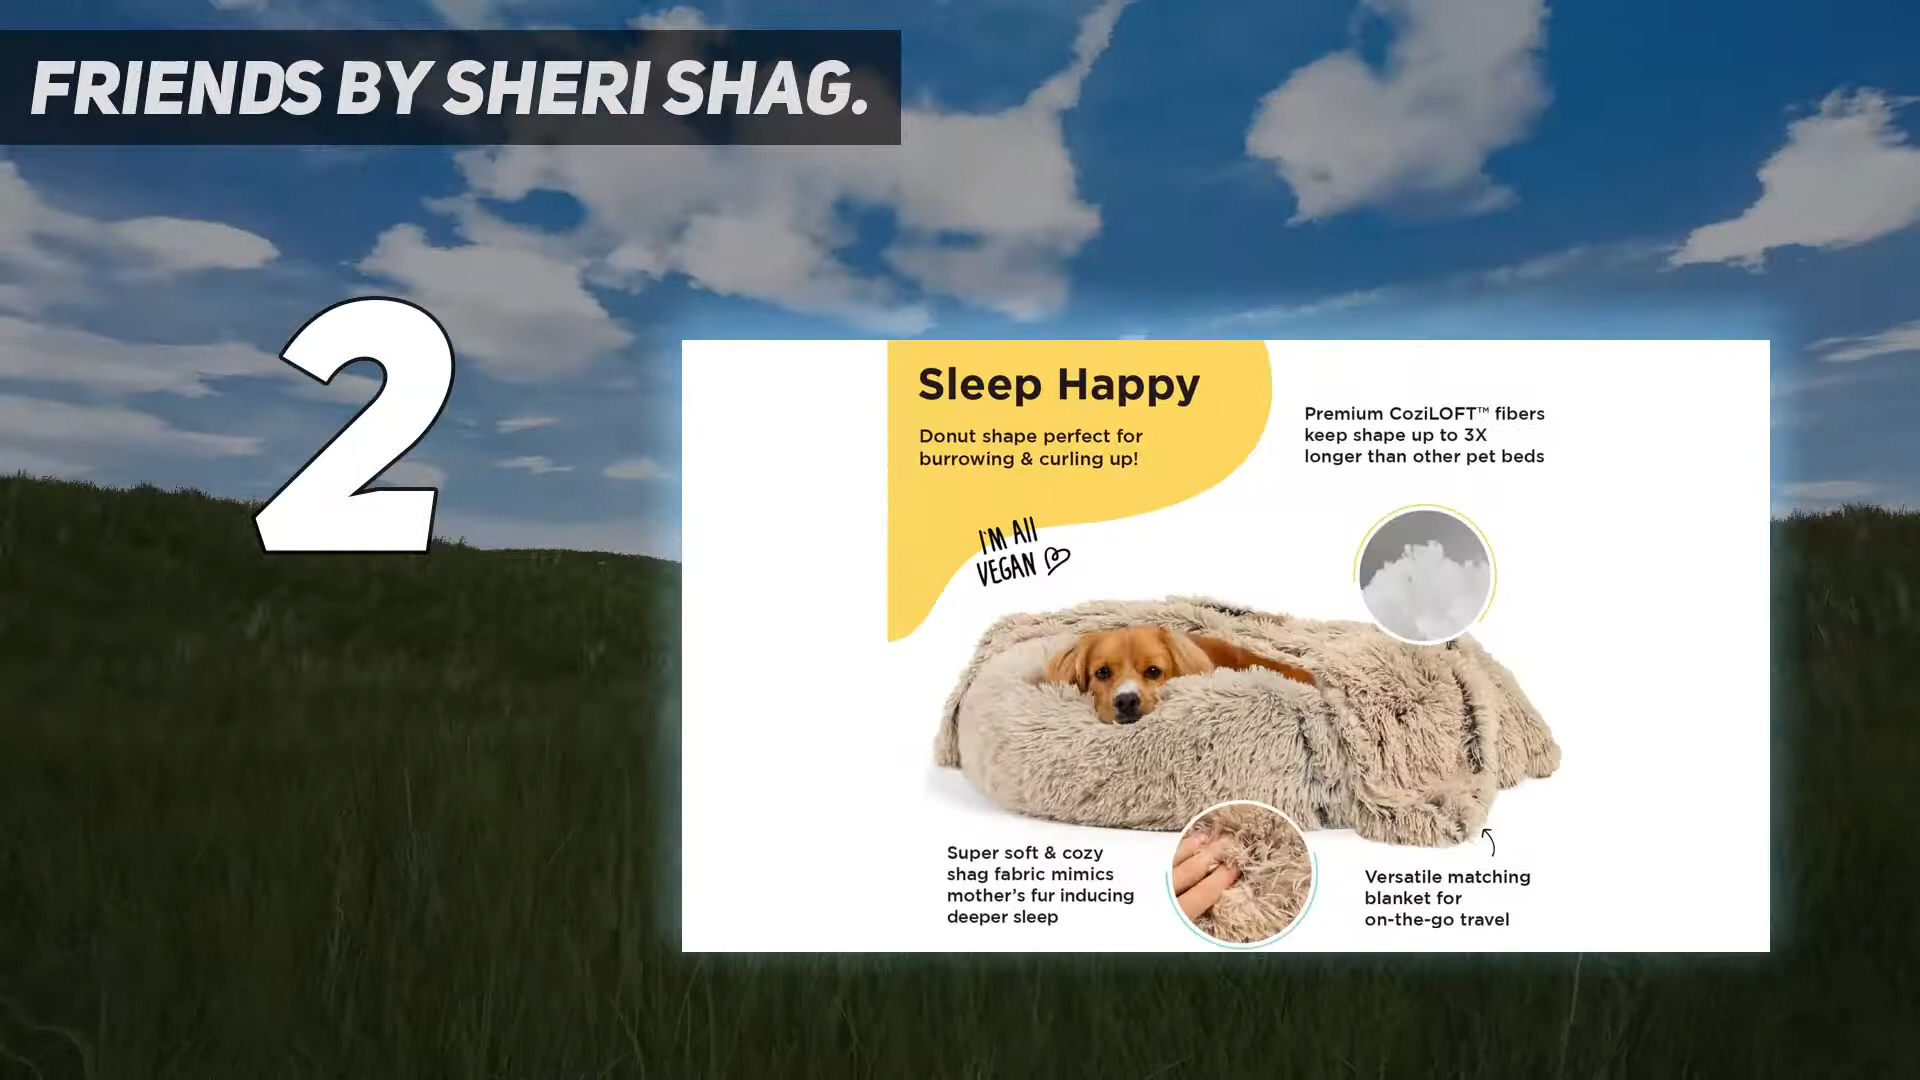 FRIENDS BY SHERI SHAG.
2
Sleep Happy
Donut shape perfect for
burrowing & curling up!
Premium CoziLOFT™ fibers
keep shape up to 3X
longer than other pet beds
I'M All
VEGAN
Super soft & cozy
shag fabric mimics
mother's fur inducing
deeper sleep
Versatile matching
blanket for
on-the-go travel